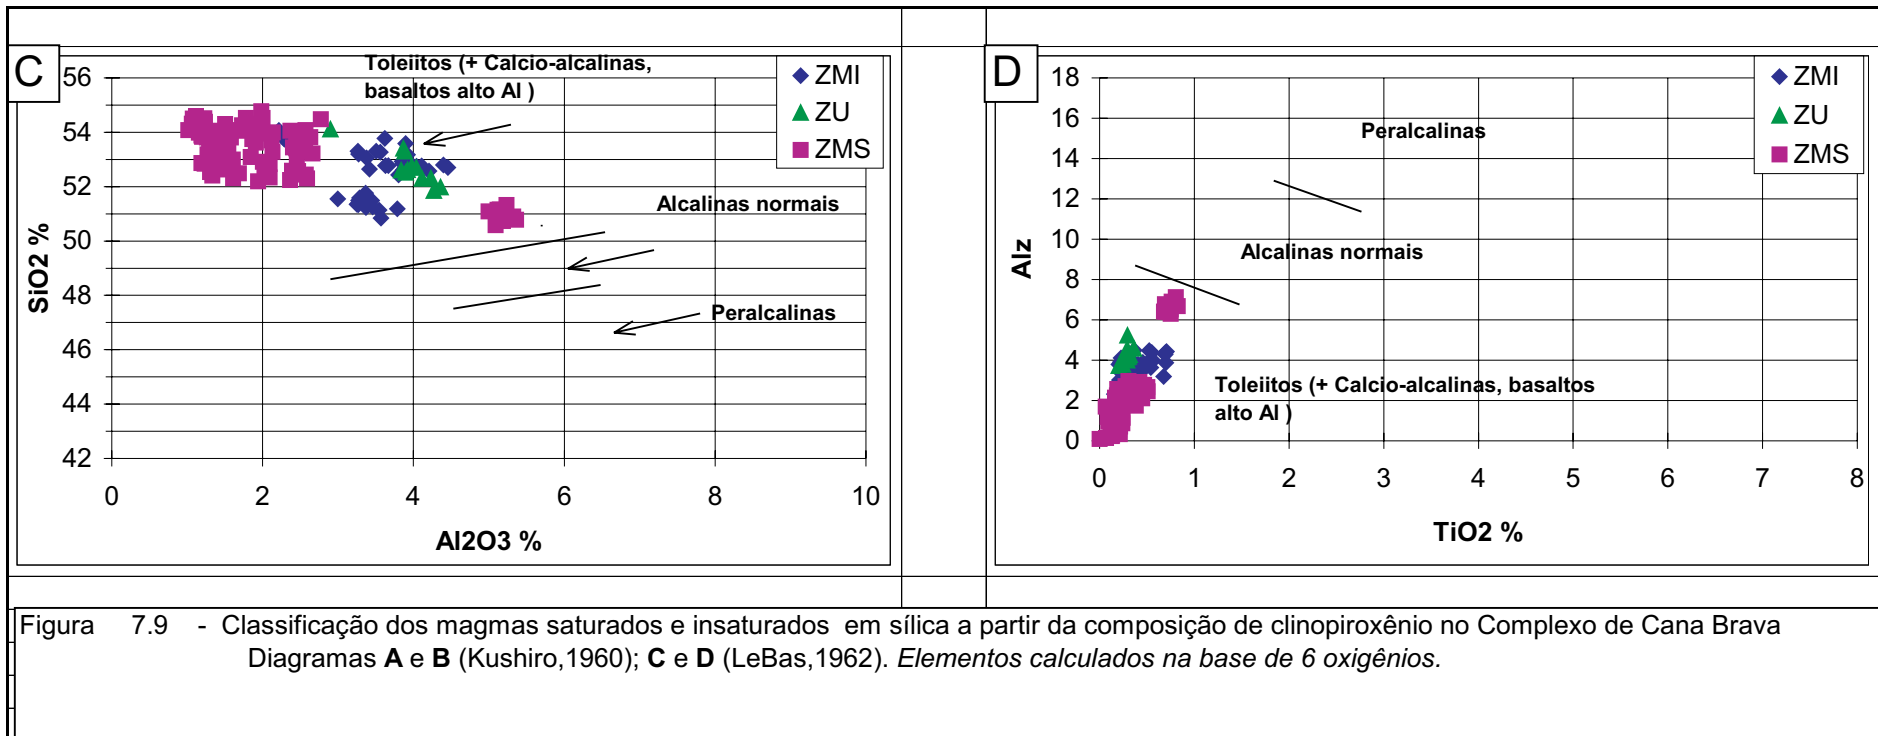 C
Toleiitos (+ Calcio-alcalinas,
basaltos alto Al )
ZMI
ZU
ZMS
56
54
52
50
48
46
44
42
SiO2 %
Alcalinas normais
Peralcalinas
0 2 4 6 8 10
Al2O3 %
D
ZMI
ZU
ZMS
18
16
14
12
10
8
6
4
2
0
Alz
Peralcalinas
Alcalinas normais
Toleiitos (+ Calcio-alcalinas, basaltos
alto Al )
0 1 2 3 4 5 6 7 8
TiO2 %
Figura 7.9 - Classificação dos magmas saturados e insaturados em sílica a partir da composição de clinopiroxênio no Complexo de Cana Brava
Diagramas A e B (Kushiro,1960); C e D (LeBas,1962). Elementos calculados na base de 6 oxigênios.